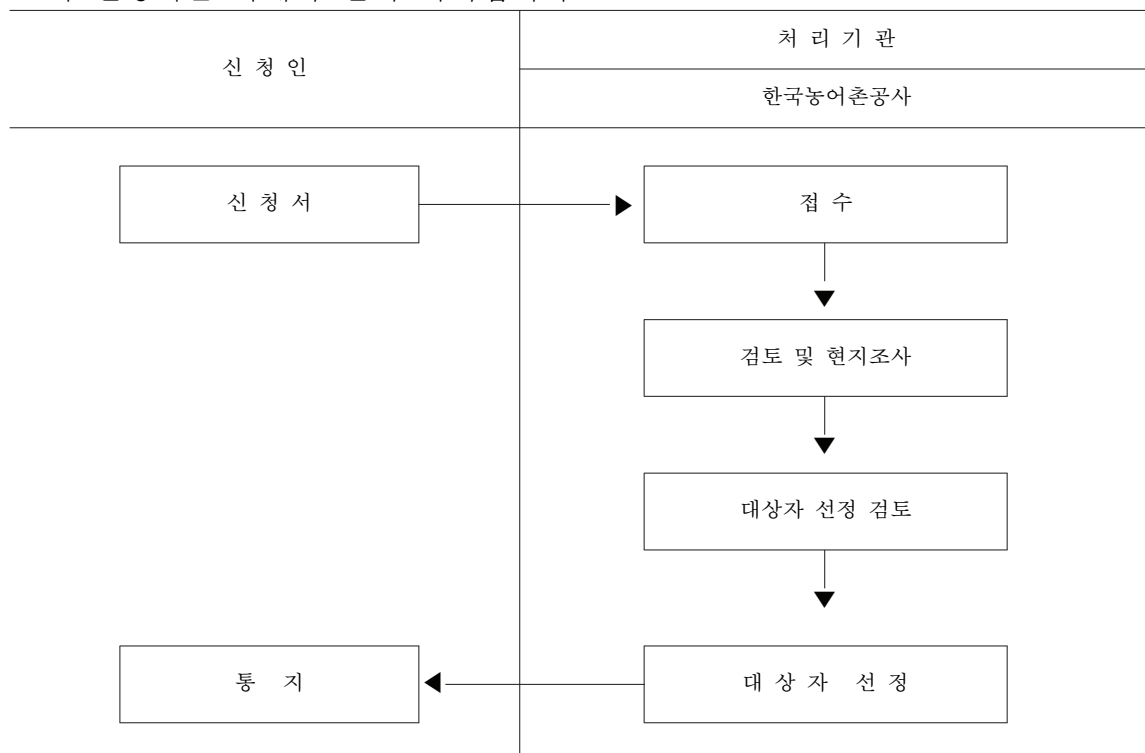 처 리 기 관
신 청 인
한국농어촌공사
신 청 서
접 수
검토 및 현지조사
대상자 선정 검토
통 지
대 상 자 선 정